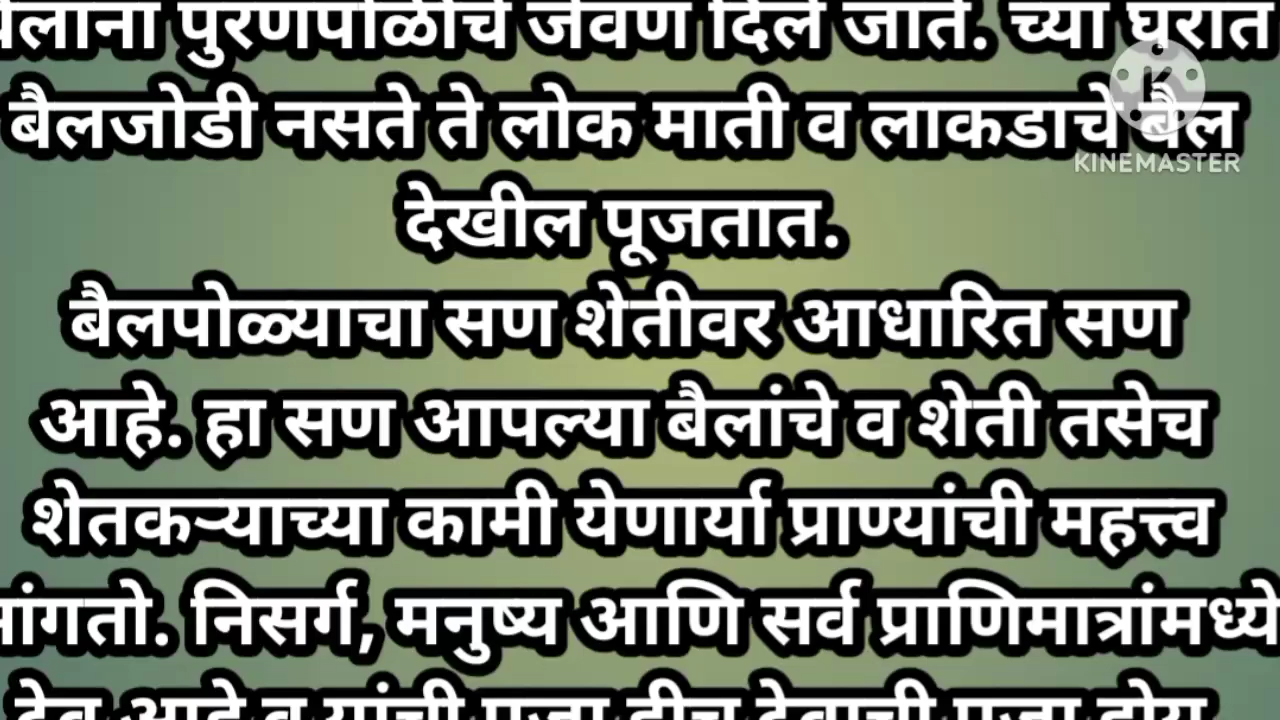 पुरणपोळीचे जेवण दिले जाते. च्या घरात
बैलजोडी नसते ते लोक माती व लाकडाचे बैल
KINEMASTER
देखील पूजतात.
बैलपोळ्याचा सण शेतीवर आधारित सण
आहे. हा सण आपल्या बैलांचे व शेती तसेच
शेतकऱ्याच्या कामी येणार्या प्राण्यांची महत्त्व
सांगतो. निसर्ग, मनुष्य आणि सर्व प्राणिमात्रांमध्ये
देव आहे व यांची पूजा हीच देवाची पूजा होय